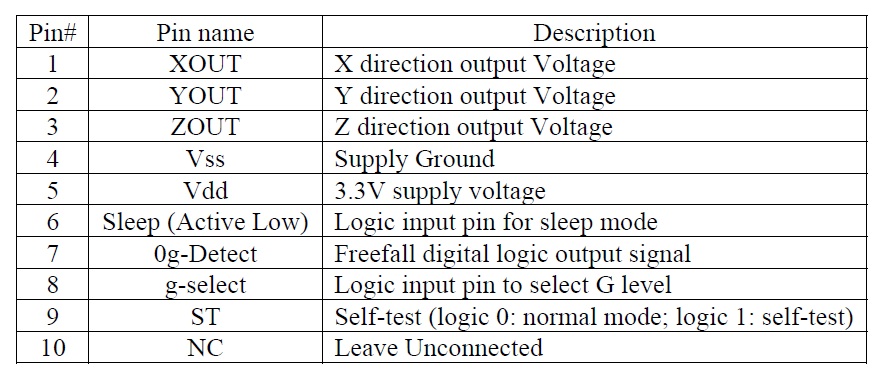 Pin# Pin name Description
1 XOUT X direction output Voltage
2 YOUT Y direction output Voltage
3 ZOUT Z direction output Voltage
4 Vss Supply Ground
5 Vdd 3.3V supply voltage
6 Sleep (Active Low) Logic input pin for sleep mode
7 0g-Detect Freefall digital logic output signal
8 g-select Logic input pin to select G level
9 ST Self-test (logic 0: normal mode; logic 1: self-test)
10 NC Leave Unconnected